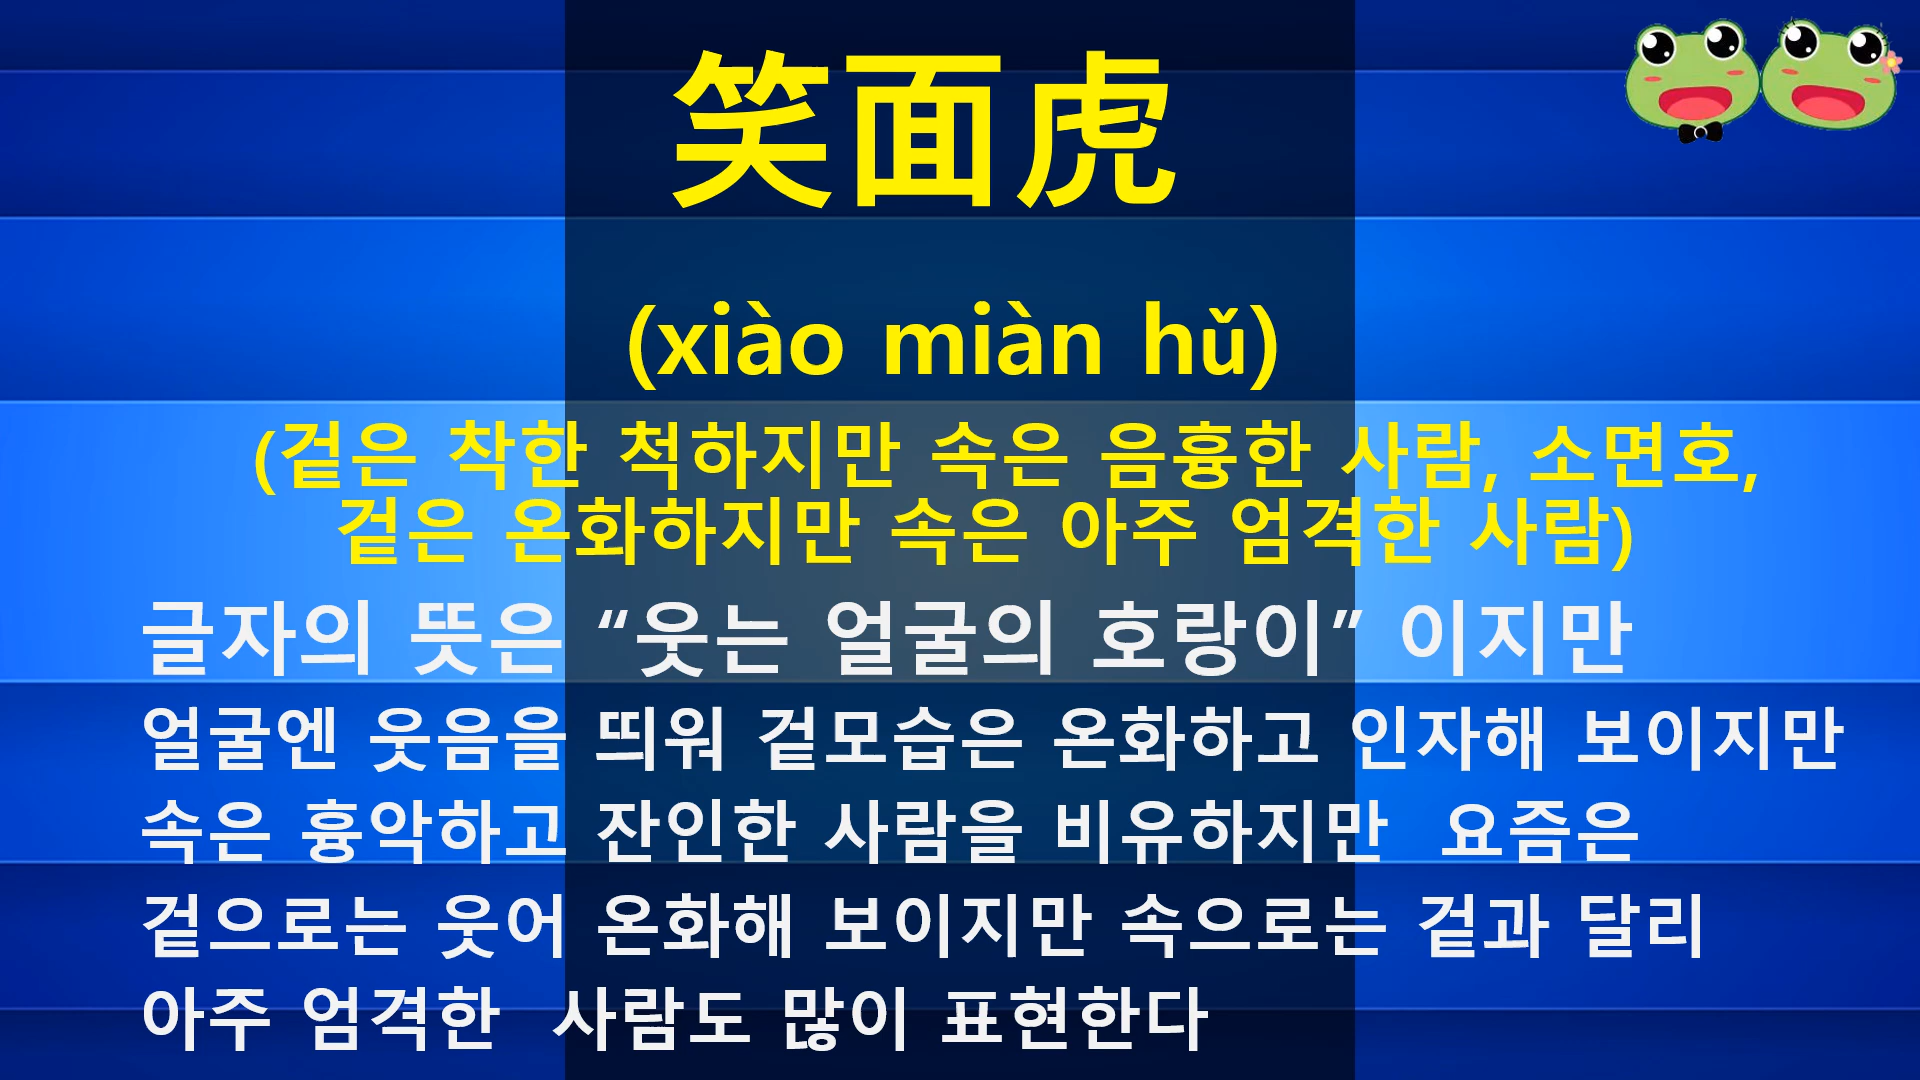 笑面虎
(xiào miàn hǔ)
(겉은 착한 척하지만 속은 음흉한 사람, 소면호,
겉은 온화하지만 속은 아주 엄격한 사람)
글자의 뜻은 “웃는 얼굴의 호랑이” 이지만
얼굴엔 웃음을 띄워 겉모습은 온화하고 인자해 보이지만
속은 흉악하고 잔인한 사람을 비유하지만 요즘은
겉으로는 웃어 온화해 보이지만 속으로는 겉과 달리
아주 엄격한 사람도 많이 표현한다